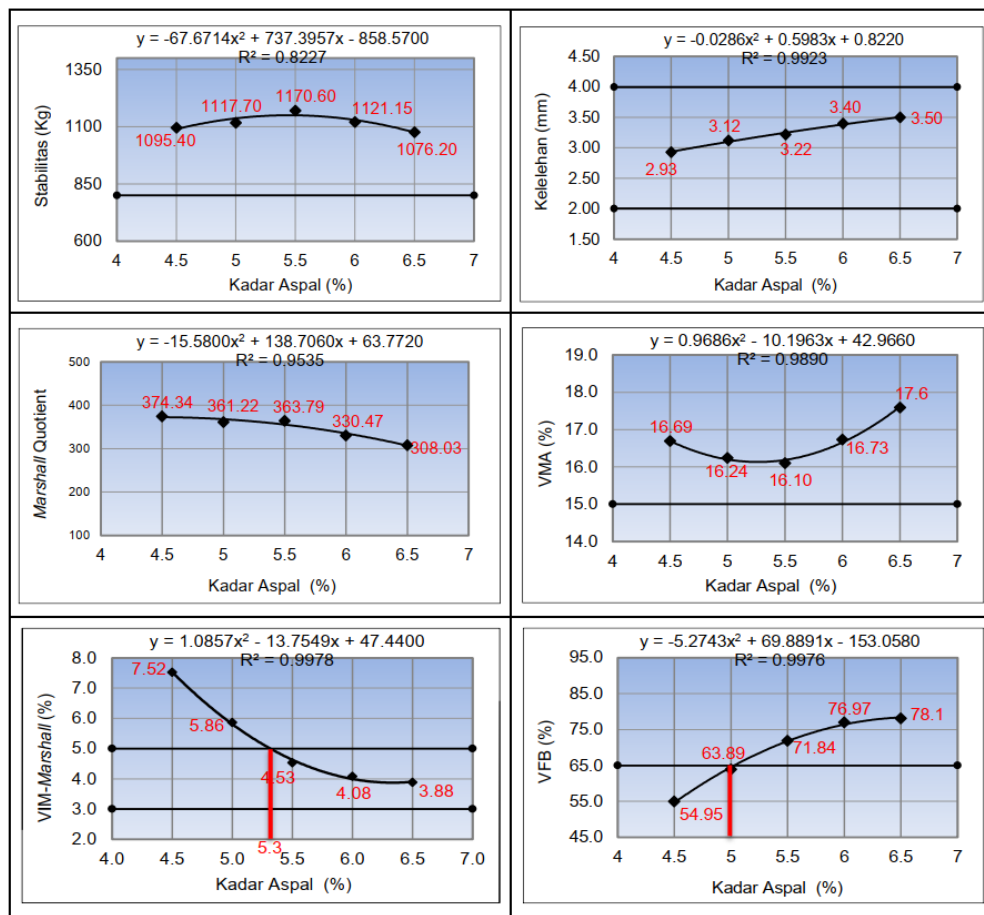 y = -67.6714x² + 737.3957x - 858.5700
R² = 0.8227
Stabilitas (Kg)
1350
1100
850
600
1095.40
1117.70
1170.60
1121.15
1076.20
4 4.5 5 5.5 6 6.5 7
Kadar Aspal (%)
y = -0.0286x² + 0.5983x + 0.8220
R² = 0.9923
Kelelehan (mm)
4.50
4.00
3.50
3.00
2.50
2.00
1.50
2.93
3.12
3.22
3.40
3.50
4 4.5 5 5.5 6 6.5 7
Kadar Aspal (%)
y = -15.5800x² + 138.7060x + 63.7720
R² = 0.9535
Marshall Quotient
500
400
300
200
100
374.34
361.22
363.79
330.47
308.03
4 4.5 5 5.5 6 6.5 7
Kadar Aspal (%)
y = 0.9686x² - 10.1963x + 42.9660
R² = 0.9890
VMA (%)
19.0
18.0
17.0
16.0
15.0
14.0
16.69
16.24
16.10
16.73
17.6
4 4.5 5 5.5 6 6.5 7
Kadar Aspal (%)
y = 1.0857x² - 13.7549x + 47.4400
R² = 0.9978
VIM-Marshall (%)
8.0
7.0
6.0
5.0
4.0
3.0
2.0
7.52
5.86
4.53
4.08
3.88
5.3
4.0 4.5 5.0 5.5 6.0 6.5 7.0
Kadar Aspal (%)
y = -5.2743x² + 69.8891x - 153.0580
R² = 0.9976
VFB (%)
95.0
85.0
75.0
65.0
55.0
45.0
54.95
63.89
71.84
76.97
78.1
4 4.5 5 5.5 6 6.5 7
Kadar Aspal (%)